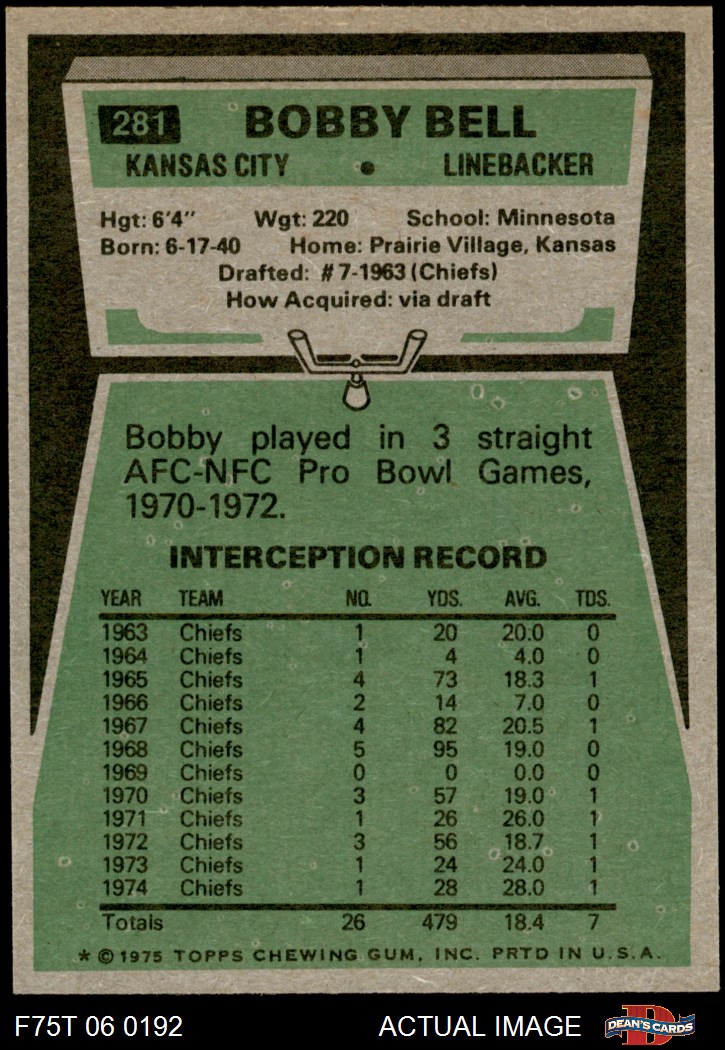 281 BOBBY BELL
KANSAS CITY • LINEBACKER
Hgt: 6'4" Wgt: 220 School: Minnesota
Born: 6-17-40 Home: Prairie Village, Kansas
Drafted: #7-1963 (Chiefs)
How Acquired: via draft
Bobby played in 3 straight
AFC-NFC Pro Bowl Games,
1970-1972.
INTERCEPTION RECORD
YEAR TEAM NO. YDS. AVG. TDS.
1963 Chiefs 1 20 20.0 0
1964 Chiefs 1 4 4.0 0
1965 Chiefs 4 73 18.3 1
1966 Chiefs 2 14 7.0 0
1967 Chiefs 4 82 20.5 1
1968 Chiefs 5 95 19.0 0
1969 Chiefs 0 0 0.0 0
1970 Chiefs 3 57 19.0 1
1971 Chiefs 1 26 26.0 1
1972 Chiefs 3 56 18.7 1
1973 Chiefs 1 24 24.0 1
1974 Chiefs 1 28 28.0 1
Totals 26 479 18.4 7
* © 1975 TOPPS CHEWING GUM, INC. PRTD IN U.S.A.
F75T 06 0192 ACTUAL IMAGE D DEAN'S CARDS